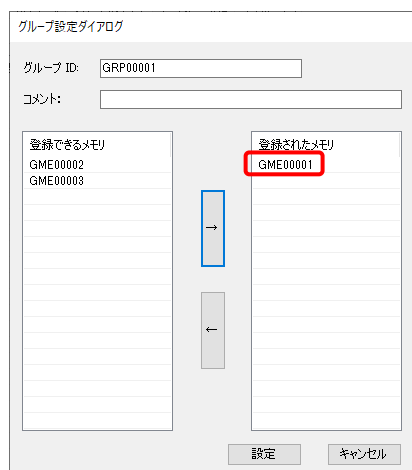 グループ設定ダイアログ
グループ ID: GRP00001
コメント:
登録できるメモリ
GME00002
GME00003
→
←
登録されたメモリ
GME00001
設定 キャンセル